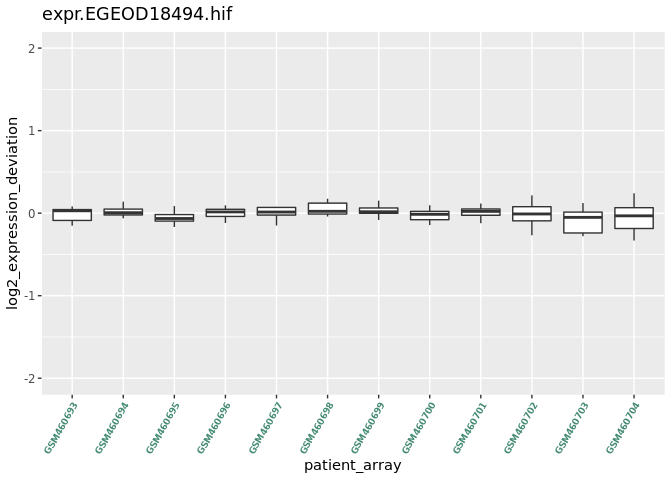 expr.EGEOD18494.hif
log2_expression_deviation
2
1
0
-1
-2
GSM460693
GSM460694
GSM460695
GSM460696
GSM460697
GSM460698
GSM460699
GSM460700
GSM460701
GSM460702
GSM460703
GSM460704
patient_array